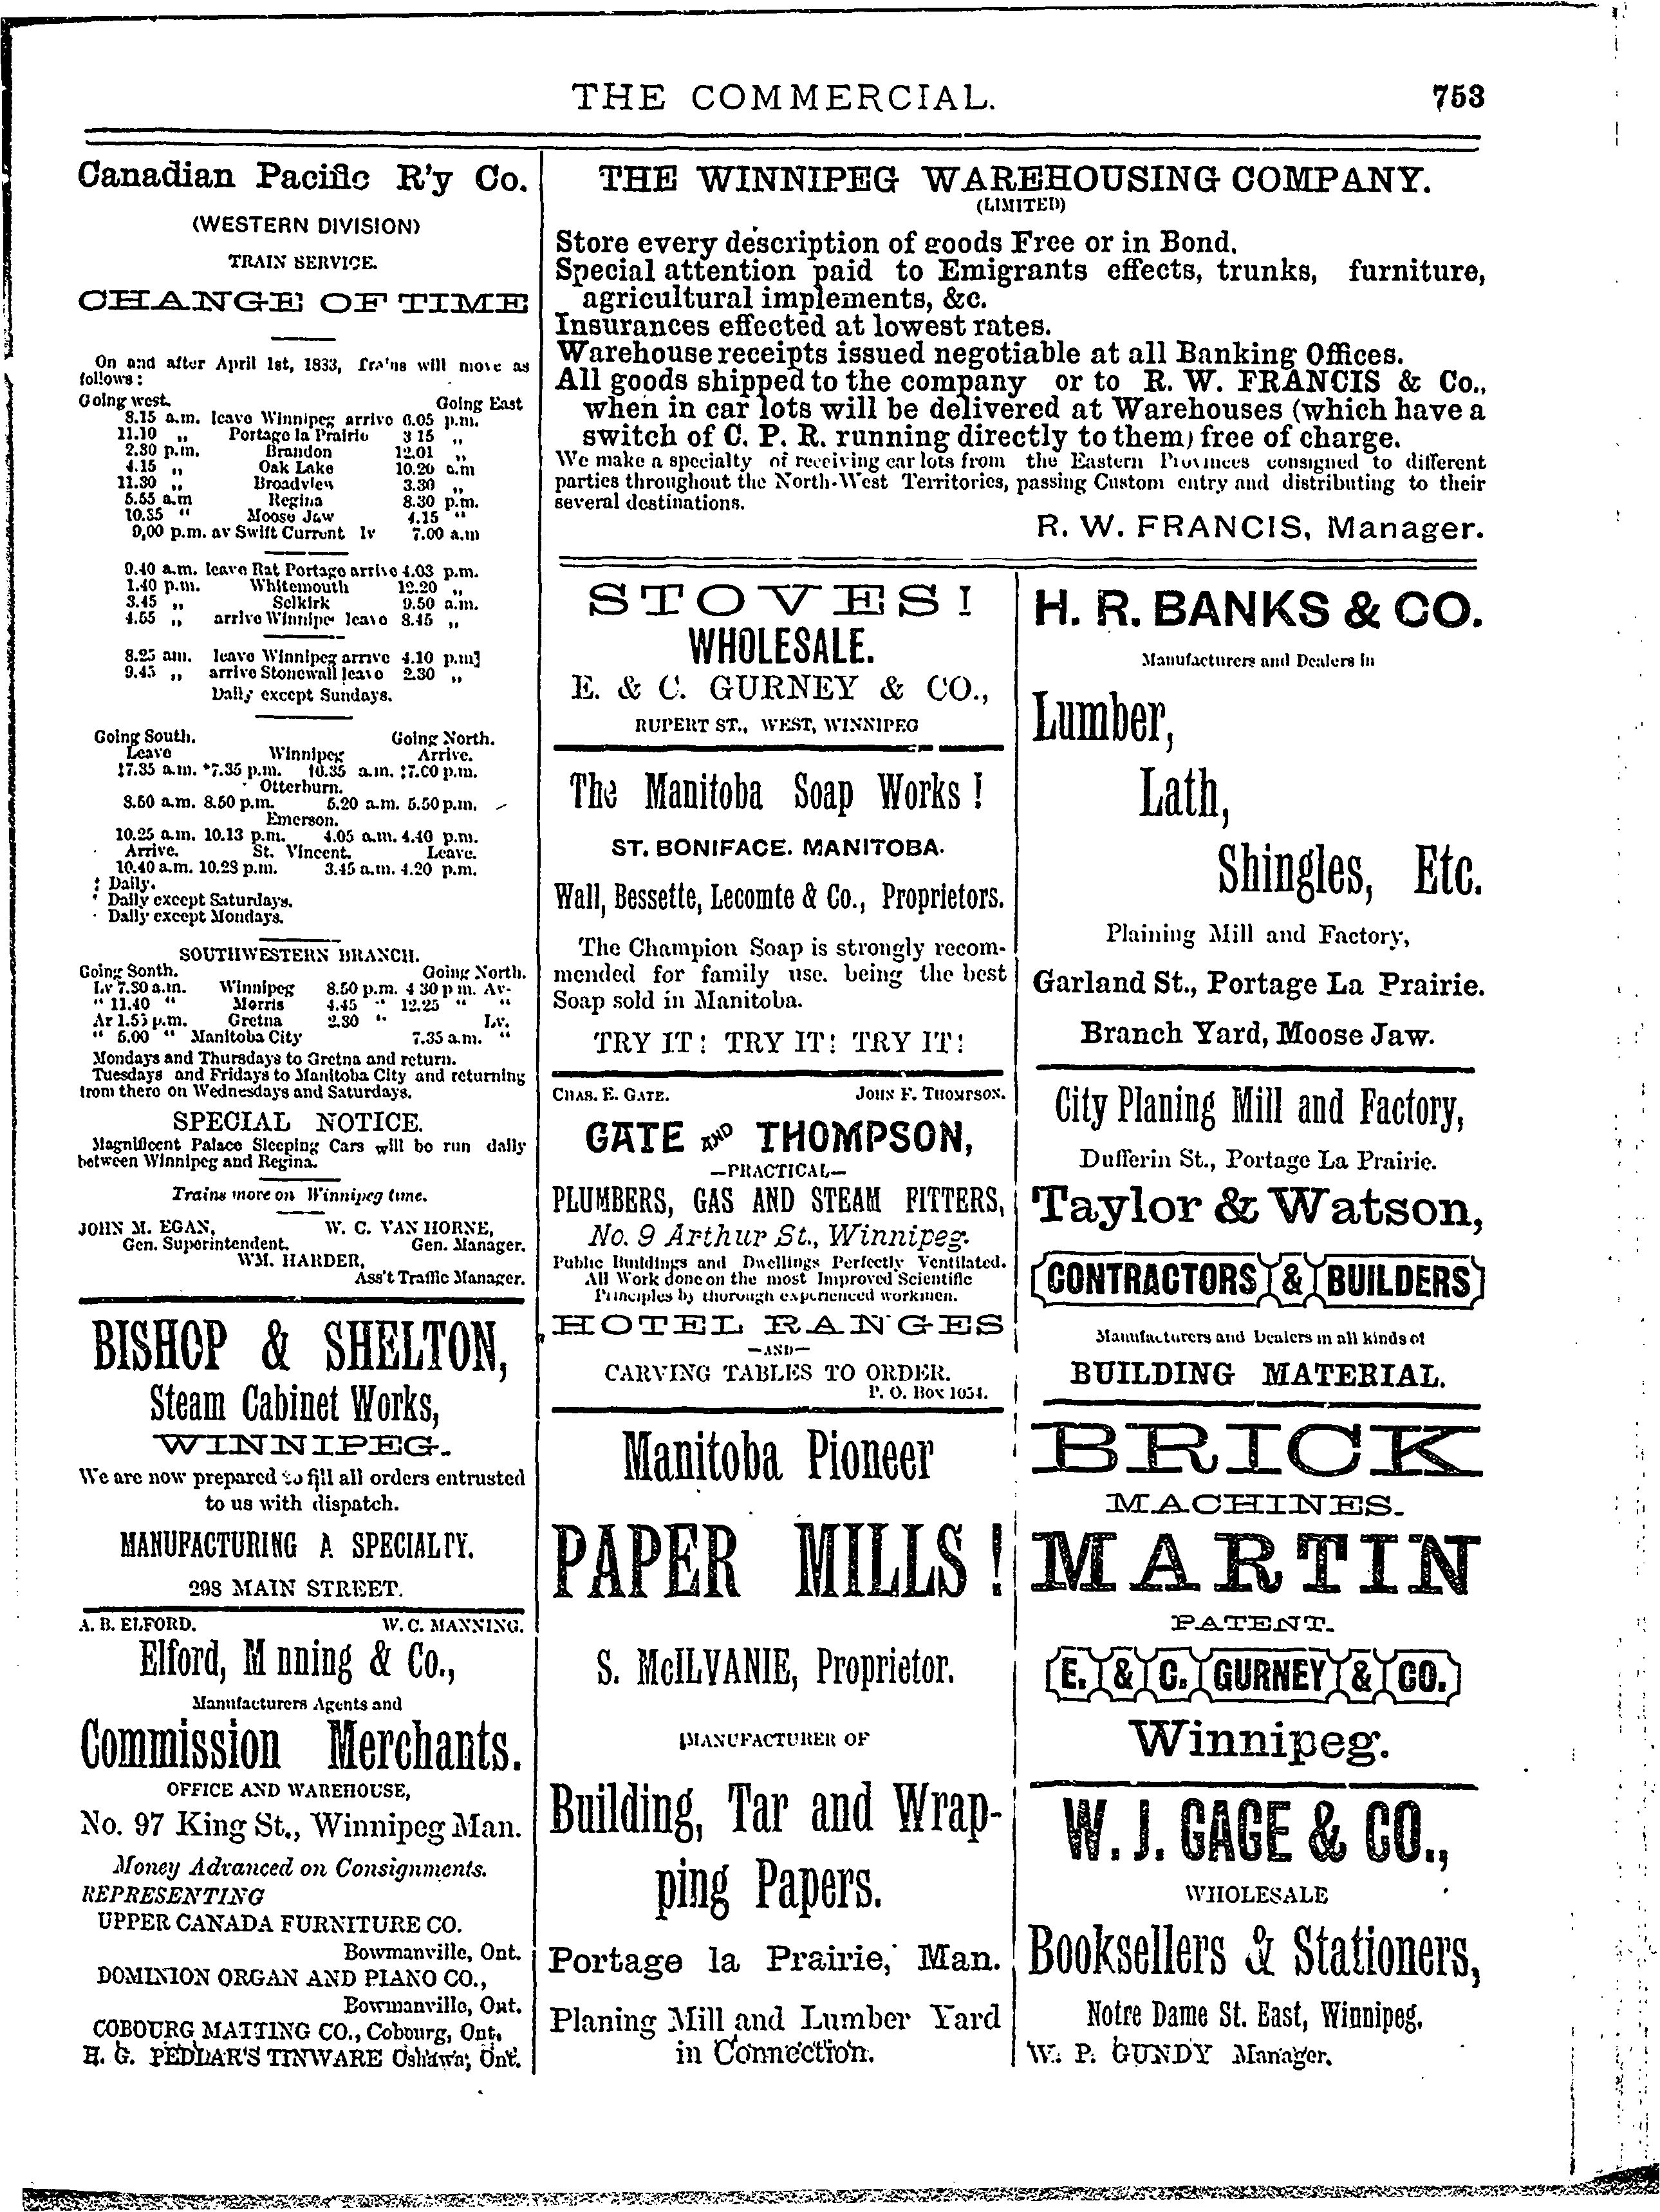 THE COMMERCIAL.
753
Canadian Pacific R'y Co.
(WESTERN DIVISION)
TRAIN SERVICE.
CHANGE OF TIME
On and after April 1st, 1883, trains will move as
follows:
Going west. Going East
8.15 a.m. leave Winnipeg arrive 6.05 p.m.
11.10 „ Portage la Prairie 3 15 „
2.30 p.m. Brandon 12.01 „
4.15 „ Oak Lake 10.20 a.m
11.30 „ Broadview 3.30 „
5.55 a.m Regina 8.30 p.m.
10.35 “ Moose Jaw 4.15 “
9,00 p.m. av Swift Current lv 7.00 a.m
9.40 a.m. leave Rat Portage arrive 4.03 p.m.
1.40 p.m. Whitemouth 12.20 „
3.45 „ Selkirk 9.50 a.m.
4.55 „ arrive Winnipe leave 8.45 „
8.25 am. leave Winnipeg arrive 4.10 p.m]
9.45 „ arrive Stonewall leave 2.30 „
Daily except Sundays.
Going South. Going North.
Leave Winnipeg Arrive.
‡7.35 a.m. *7.35 p.m. †6.35 a.m. ‡7.00 p.m.
Otterburn.
8.50 a.m. 8.50 p.m. 5.20 a.m. 5.50 p.m.
Emerson.
10.25 a.m. 10.13 p.m. 4.05 a.m. 4.40 p.m.
Arrive. St. Vincent. Leave.
10.40 a.m. 10.28 p.m. 3.45 a.m. 4.20 p.m.
‡ Daily.
* Daily except Saturdays.
Daily except Mondays.
SOUTHWESTERN BRANCH.
Going Sonth. Going North.
Lv 7.30 a.m. Winnipeg 8.50 p.m. 4 30 p m. Av-
“ 11.40 “ Morris 4.45 “ 12.25 “ “
Ar 1.55 p.m. Gretna 2.30 “ Lv.
“ 5.00 “ Manitoba City 7.35 a.m. “
Mondays and Thursdays to Gretna and return.
Tuesdays and Fridays to Manitoba City and returning
from there on Wednesdays and Saturdays.
SPECIAL NOTICE.
Magnificent Palace Sleeping Cars will be run daily
between Winnipeg and Regina.
Trains move on Winnipeg time.
JOHN M. EGAN, W. C. VAN HORNE,
Gen. Superintendent. Gen. Manager.
WM. HARDER,
Ass't Traffic Manager.
BISHOP & SHELTON,
Steam Cabinet Works,
WINNIPEG.
We are now prepared to fill all orders entrusted
to us with dispatch.
MANUFACTURING A SPECIALTY.
298 MAIN STREET.
A. B. ELFORD. W. C. MANNING.
Elford, M nning & Co.,
Manufacturers Agents and
Commission Merchants.
OFFICE AND WAREHOUSE,
No. 97 King St., Winnipeg Man.
Money Advanced on Consignments.
REPRESENTING
UPPER CANADA FURNITURE CO.
Bowmanville, Ont.
DOMINION ORGAN AND PIANO CO.,
Bowmanville, Ont.
COBOURG MATTING CO., Cobourg, Ont.
H. G. PEDLAR'S TINWARE Oshawa, Ont.
THE WINNIPEG WAREHOUSING COMPANY.
(LIMITED)
Store every description of goods Free or in Bond.
Special attention paid to Emigrants effects, trunks, furniture,
agricultural implements, &c.
Insurances effected at lowest rates.
Warehouse receipts issued negotiable at all Banking Offices.
All goods shipped to the company or to R. W. FRANCIS & Co.,
when in car lots will be delivered at Warehouses (which have a
switch of C. P. R. running directly to them) free of charge.
We make a specialty of receiving car lots from the Eastern Provinces consigned to different
parties throughout the North-West Territories, passing Custom entry and distributing to their
several destinations.
R. W. FRANCIS, Manager.
STOVES!
WHOLESALE.
E. & C. GURNEY & CO.,
RUPERT ST., WEST, WINNIPEG
The Manitoba Soap Works !
ST. BONIFACE. MANITOBA.
Wall, Bessette, Lecomte & Co., Proprietors.
The Champion Soap is strongly recom-
mended for family use. being the best
Soap sold in Manitoba.
TRY IT! TRY IT! TRY IT!
CHAS. E. GATE. JOHN F. THOMPSON.
GATE AND THOMPSON,
—PRACTICAL—
PLUMBERS, GAS AND STEAM FITTERS,
No. 9 Arthur St., Winnipeg.
Public Buildings and Dwellings Perfectly Ventilated.
All Work done on the most Improved Scientific
Principles by thorough experienced workmen.
HOTEL RANGES
—AND—
CARVING TABLES TO ORDER.
P. O. Box 1054.
Manitoba Pioneer
PAPER MILLS !
S. McILVANIE, Proprietor.
MANUFACTURER OF
Building, Tar and Wrap-
ping Papers.
Portage la Prairie, Man.
Planing Mill and Lumber Yard
in Connection.
H. R. BANKS & CO.
Manufacturers and Dealers In
Lumber,
Lath,
Shingles, Etc.
Plaining Mill and Factory,
Garland St., Portage La Prairie.
Branch Yard, Moose Jaw.
City Planing Mill and Factory,
Dufferin St., Portage La Prairie.
Taylor & Watson,
CONTRACTORS & BUILDERS
Manufacturers and Dealers in all kinds of
BUILDING MATERIAL.
BRICK
MACHINES.
MARTIN
PATENT.
E. & C. GURNEY & CO.
Winnipeg.
W. J. GAGE & CO.,
WHOLESALE
Booksellers & Stationers,
Notre Dame St. East, Winnipeg.
W. P. GUNDY Manager.